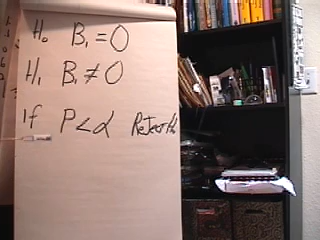 H₀ B₁ = 0
H₁ B₁ ≠ 0
If P < α Reject H₀